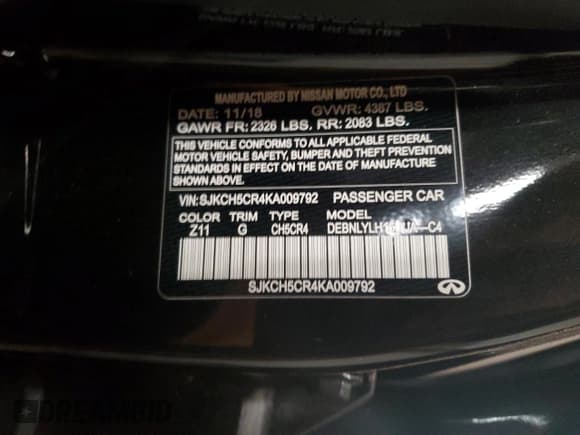 MANUFACTURED BY NISSAN MOTOR CO., LTD
DATE: 11/18 GVWR: 4387 LBS.
GAWR FR: 2326 LBS, RR: 2083 LBS.
THIS VEHICLE CONFORMS TO ALL APPLICABLE FEDERAL
MOTOR VEHICLE SAFETY, BUMPER AND THEFT PREVENTION
STANDARDS IN EFFECT ON THE DATE OF MANUFACTURE
SHOWN ABOVE.
VIN:SJKCH5CR4KA009792 PASSENGER CAR
COLOR TRIM TYPE MODEL
Z11 G CH5CR4
SJKCH5CR4KA009792
DREAMBID